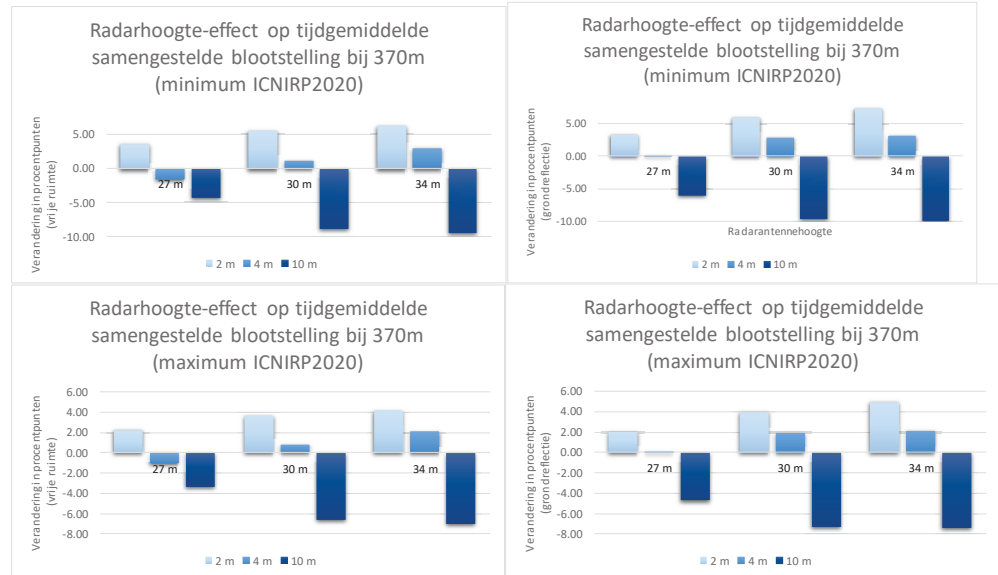 Radarhoogte-effect op tijdgemiddelde
samengestelde blootstelling bij 370m
(minimum ICNIRP2020)
Verandering in procentpunten
(vrije ruimte)
5.00
0.00
-5.00
-10.00
27 m
30 m
34 m
2 m 4 m 10 m
Radarhoogte-effect op tijdgemiddelde
samengestelde blootstelling bij 370m
(minimum ICNIRP2020)
Verandering in procentpunten
(grondreflectie)
5.00
0.00
-5.00
-10.00
27 m
30 m
34 m
Radarantennehoogte
2 m 4 m 10 m
Radarhoogte-effect op tijdgemiddelde
samengestelde blootstelling bij 370m
(maximum ICNIRP2020)
Verandering in procentpunten
(vrije ruimte)
6.00
4.00
2.00
0.00
-2.00
-4.00
-6.00
-8.00
27 m
30 m
34 m
2 m 4 m 10 m
Radarhoogte-effect op tijdgemiddelde
samengestelde blootstelling bij 370m
(maximum ICNIRP2020)
Verandering in procentpunten
(grondreflectie)
6.00
4.00
2.00
0.00
-2.00
-4.00
-6.00
-8.00
27 m
30 m
34 m
2 m 4 m 10 m